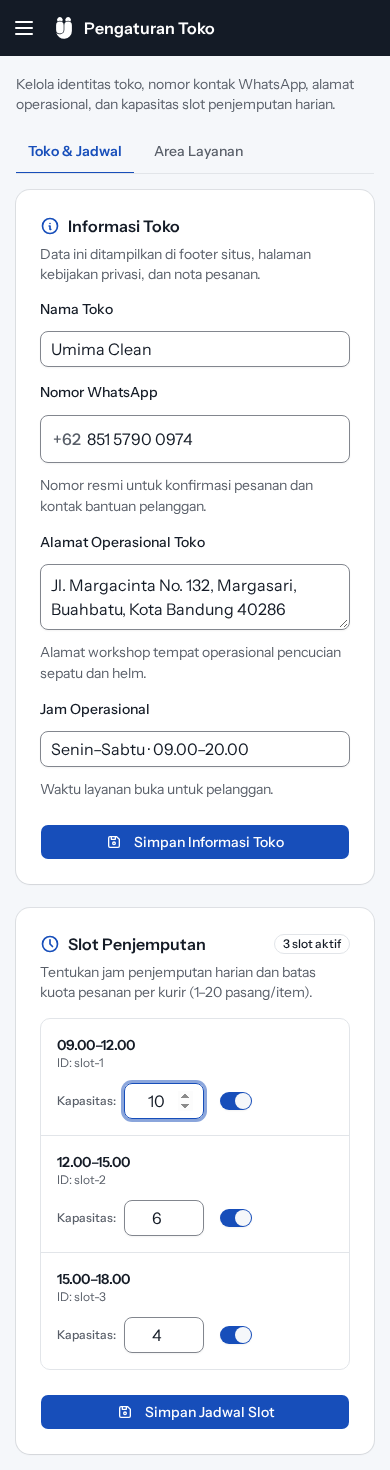 Pengaturan Toko
Kelola identitas toko, nomor kontak WhatsApp, alamat
operasional, dan kapasitas slot penjemputan harian.
Toko & Jadwal
Area Layanan
Informasi Toko
Data ini ditampilkan di footer situs, halaman
kebijakan privasi, dan nota pesanan.
Nama Toko
Umima Clean
Nomor WhatsApp
+62 851 5790 0974
Nomor resmi untuk konfirmasi pesanan dan
kontak bantuan pelanggan.
Alamat Operasional Toko
Jl. Margacinta No. 132, Margasari,
Buahbatu, Kota Bandung 40286
Alamat workshop tempat operasional pencucian
sepatu dan helm.
Jam Operasional
Senin–Sabtu · 09.00–20.00
Waktu layanan buka untuk pelanggan.
Simpan Informasi Toko
Slot Penjemputan
3 slot aktif
Tentukan jam penjemputan harian dan batas
kuota pesanan per kurir (1–20 pasang/item).
09.00–12.00
ID: slot-1
Kapasitas: 10
12.00–15.00
ID: slot-2
Kapasitas: 6
15.00–18.00
ID: slot-3
Kapasitas: 4
Simpan Jadwal Slot